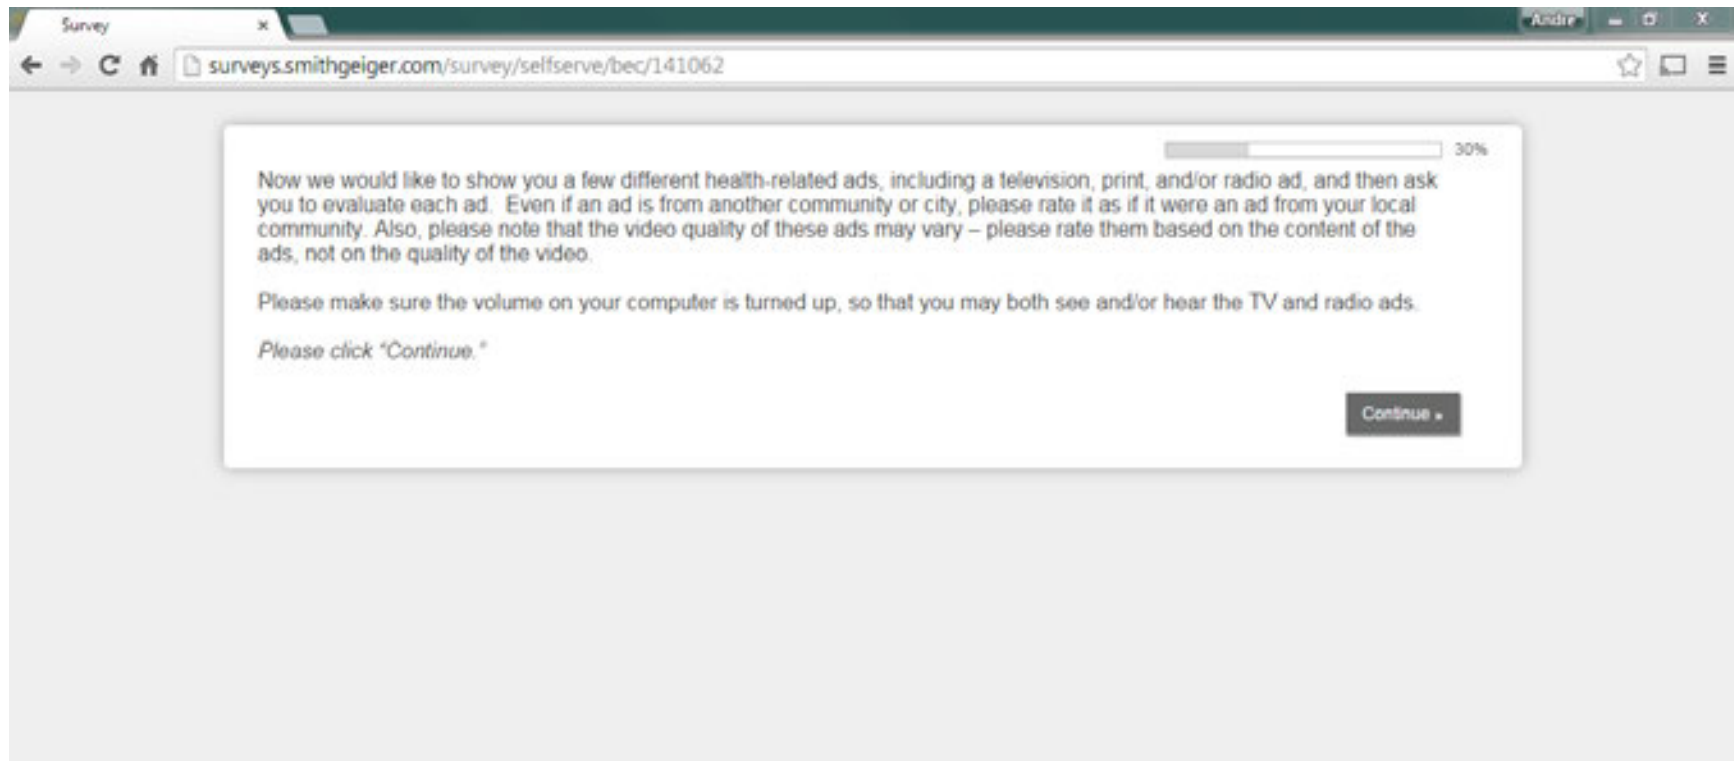 Survey
Andre
surveys.smithgeiger.com/survey/selfserve/bec/141062
30%
Now we would like to show you a few different health-related ads, including a television, print, and/or radio ad, and then ask
you to evaluate each ad.  Even if an ad is from another community or city, please rate it as if it were an ad from your local
community. Also, please note that the video quality of these ads may vary – please rate them based on the content of the
ads, not on the quality of the video.
Please make sure the volume on your computer is turned up, so that you may both see and/or hear the TV and radio ads.
Please click “Continue.”
Continue »